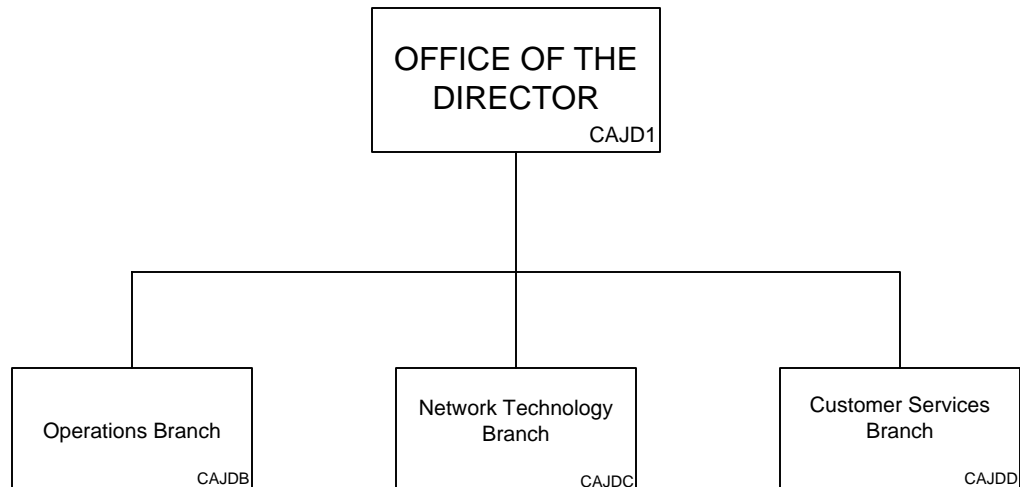 OFFICE OF THE
DIRECTOR
CAJD1
Operations Branch
CAJDB
Network Technology
Branch
CAJDC
Customer Services
Branch
CAJDD